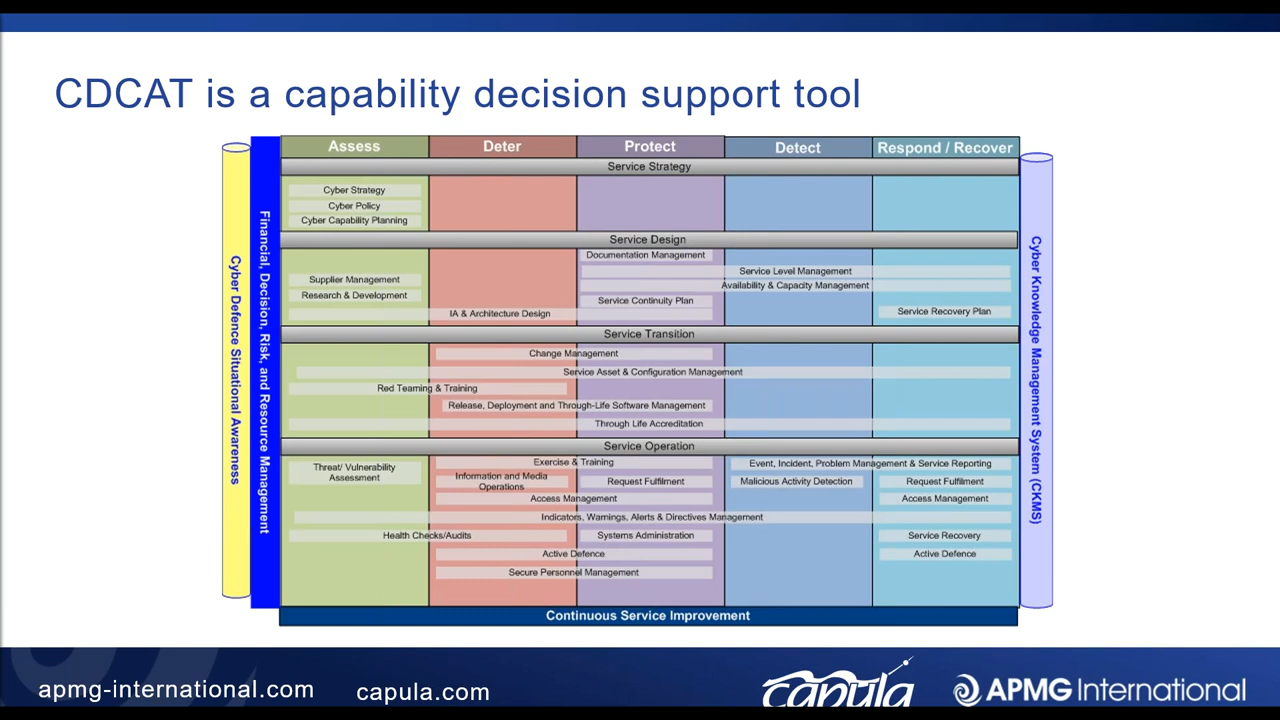 CDCAT is a capability decision support tool
Assess
Deter
Protect
Detect
Respond / Recover
Service Strategy
Cyber Strategy
Cyber Policy
Cyber Capability Planning
Service Design
Documentation Management
Service Level Management
Supplier Management
Availability & Capacity Management
Research & Development
Service Continuity Plan
IA & Architecture Design
Service Recovery Plan
Service Transition
Change Management
Service Asset & Configuration Management
Red Teaming & Training
Release, Deployment and Through-Life Software Management
Through Life Accreditation
Service Operation
Exercise & Training
Event, Incident, Problem Management & Service Reporting
Threat/ Vulnerability
Assessment
Information and Media
Operations
Request Fulfilment
Malicious Activity Detection
Request Fulfilment
Access Management
Access Management
Indicators, Warnings, Alerts & Directives Management
Health Checks/Audits
Systems Administration
Service Recovery
Active Defence
Active Defence
Secure Personnel Management
Continuous Service Improvement
Cyber Defence Situational Awareness
Financial, Decision, Risk, and Resource Management
Cyber Knowledge Management System (CKMS)
apmg-international.com
capula.com
capula
APMG International